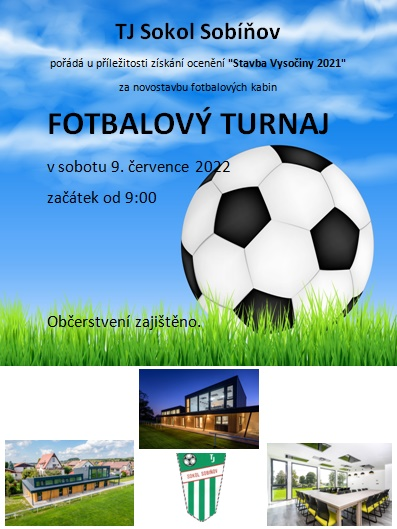 TJ Sokol Sobíňov
pořádá u příležitosti získání ocenění "Stavba Vysočiny 2021"
za novostavbu fotbalových kabin
FOTBALOVÝ TURNAJ
v sobotu 9. července 2022
začátek od 9:00
Občerstvení zajištěno.
TJ
SOKOL SOBÍŇOV